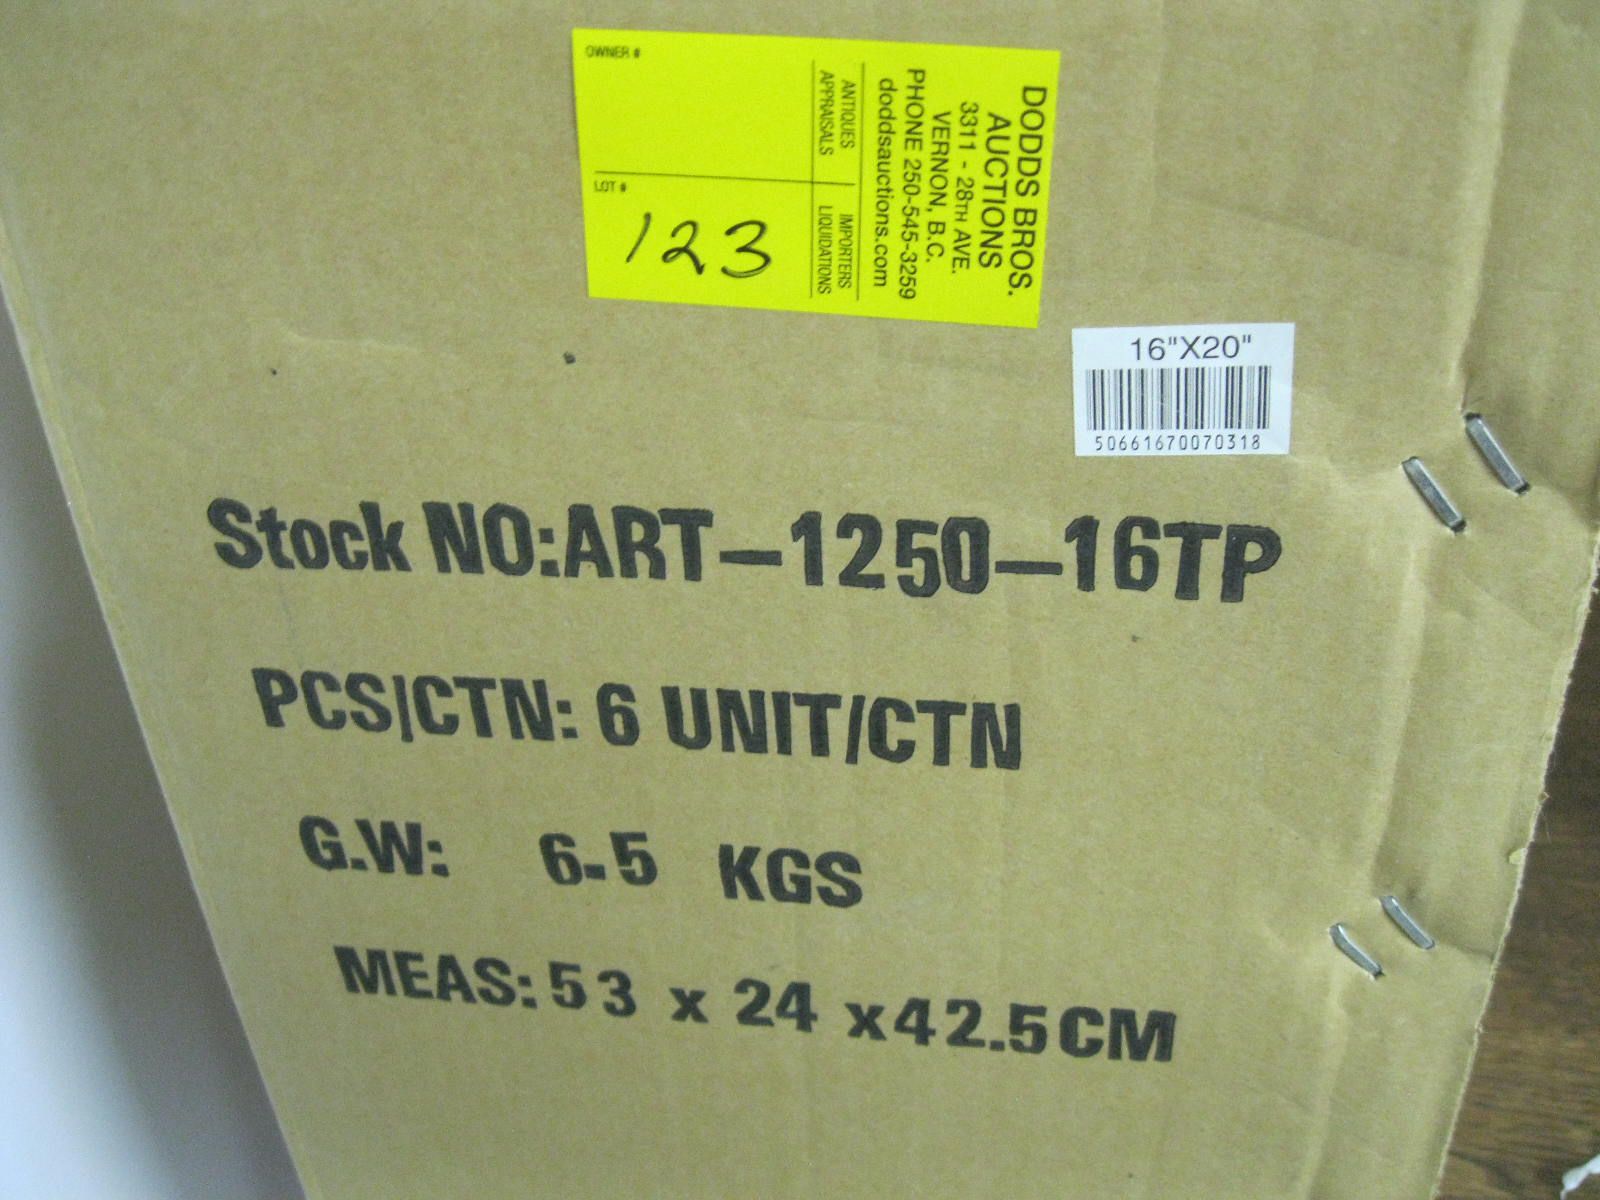 OWNER #
LOT #
123
DODDS BROS.
AUCTIONS
3311 - 28TH AVE.
VERNON, B.C.
PHONE 250-545-3259
doddsauctions.com
ANTIQUES
APPRAISALS
IMPORTERS
LIQUIDATIONS
16"X20"
50661670070318
Stock NO:ART-1250-16TP
PCS/CTN: 6 UNIT/CTN
G.W: 6.5 KGS
MEAS: 53 x 24 x 42.5CM